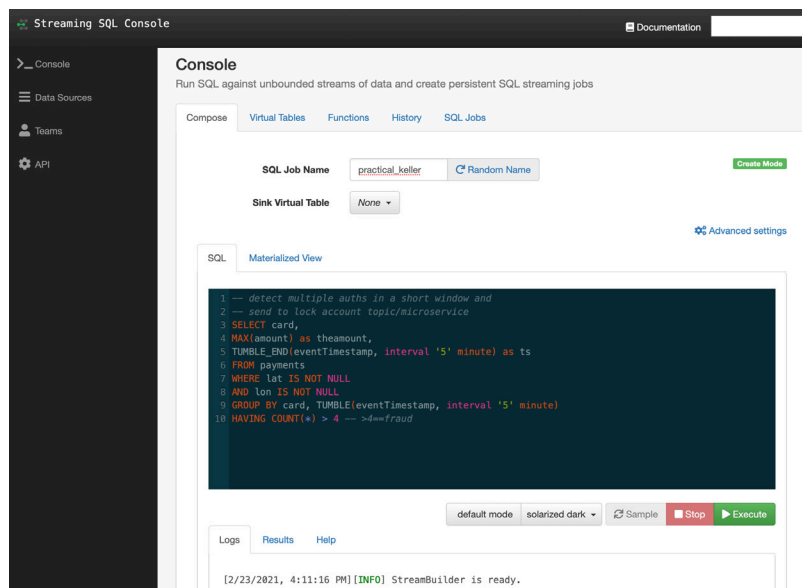 Streaming SQL Console
Documentation
Console
Data Sources
Teams
API
Console
Run SQL against unbounded streams of data and create persistent SQL streaming jobs
Compose Virtual Tables Functions History SQL Jobs
SQL Job Name practical_keller Random Name Create Mode
Sink Virtual Table None
Advanced settings
SQL Materialized View
1 -- detect multiple auths in a short window and
2 -- send to lock account topic/microservice
3 SELECT card,
4 MAX(amount) as theamount,
5 TUMBLE_END(eventTimestamp, interval '5' minute) as ts
6 FROM payments
7 WHERE lat IS NOT NULL
8 AND lon IS NOT NULL
9 GROUP BY card, TUMBLE(eventTimestamp, interval '5' minute)
10 HAVING COUNT(*) > 4 -- >4==fraud
default mode solarized dark Sample Stop Execute
Logs Results Help
[2/23/2021, 4:11:16 PM][INFO] StreamBuilder is ready.